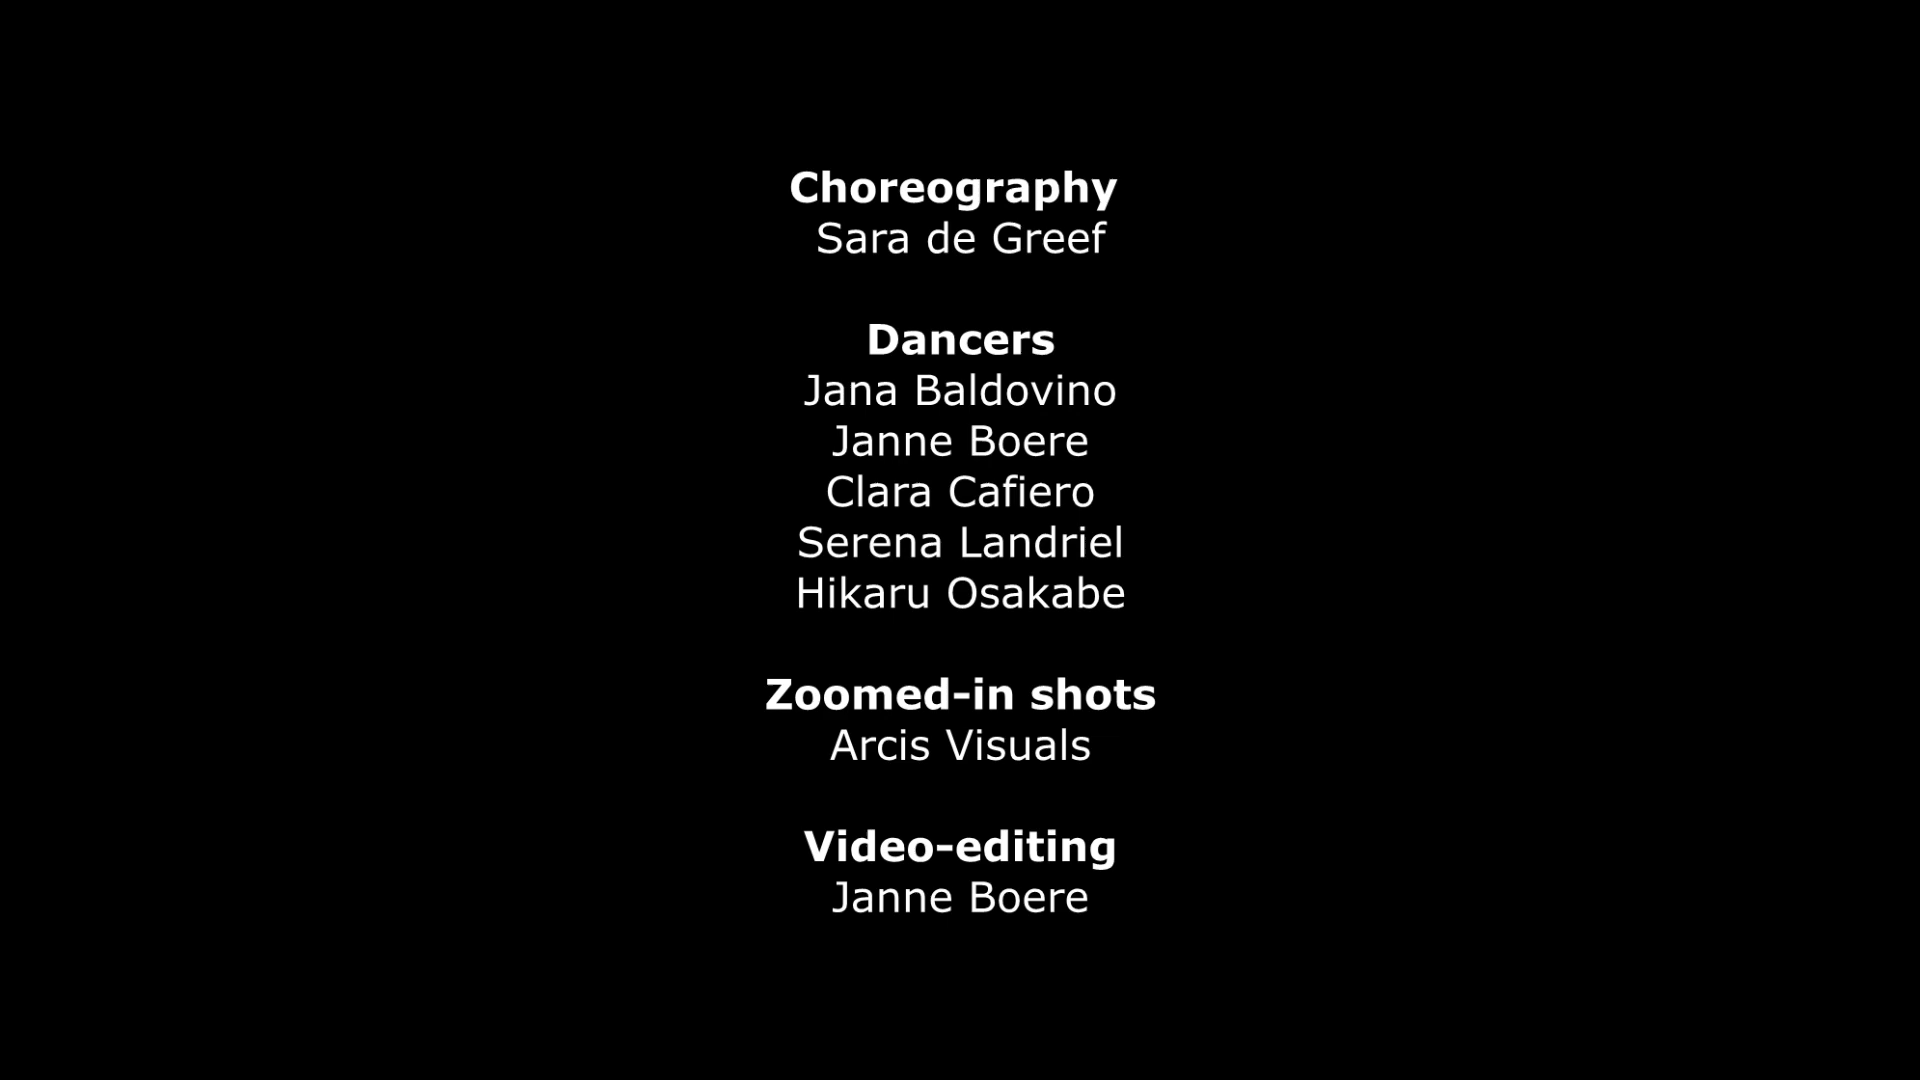 Choreography
Sara de Greef
Dancers
Jana Baldovino
Janne Boere
Clara Cafiero
Serena Landriel
Hikaru Osakabe
Zoomed-in shots
Arcis Visuals
Video-editing
Janne Boere